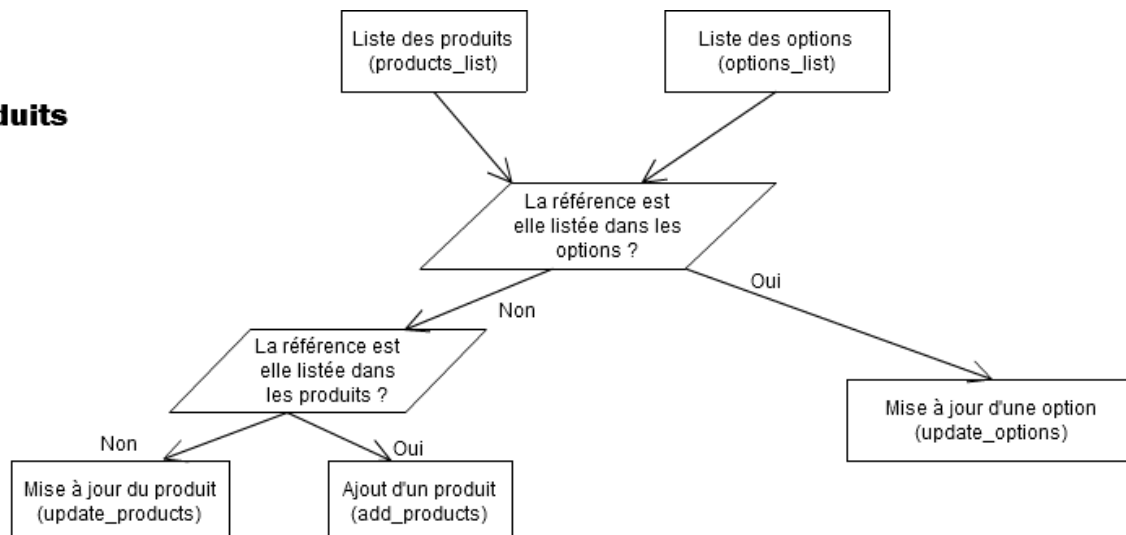 Liste des produits
(products_list)
Liste des options
(options_list)
duits
La référence est
elle listée dans les
options ?
Oui
Non
La référence est
elle listée dans
les produits ?
Mise à jour d'une option
(update_options)
Non
Oui
Mise à jour du produit
(update_products)
Ajout d'un produit
(add_products)